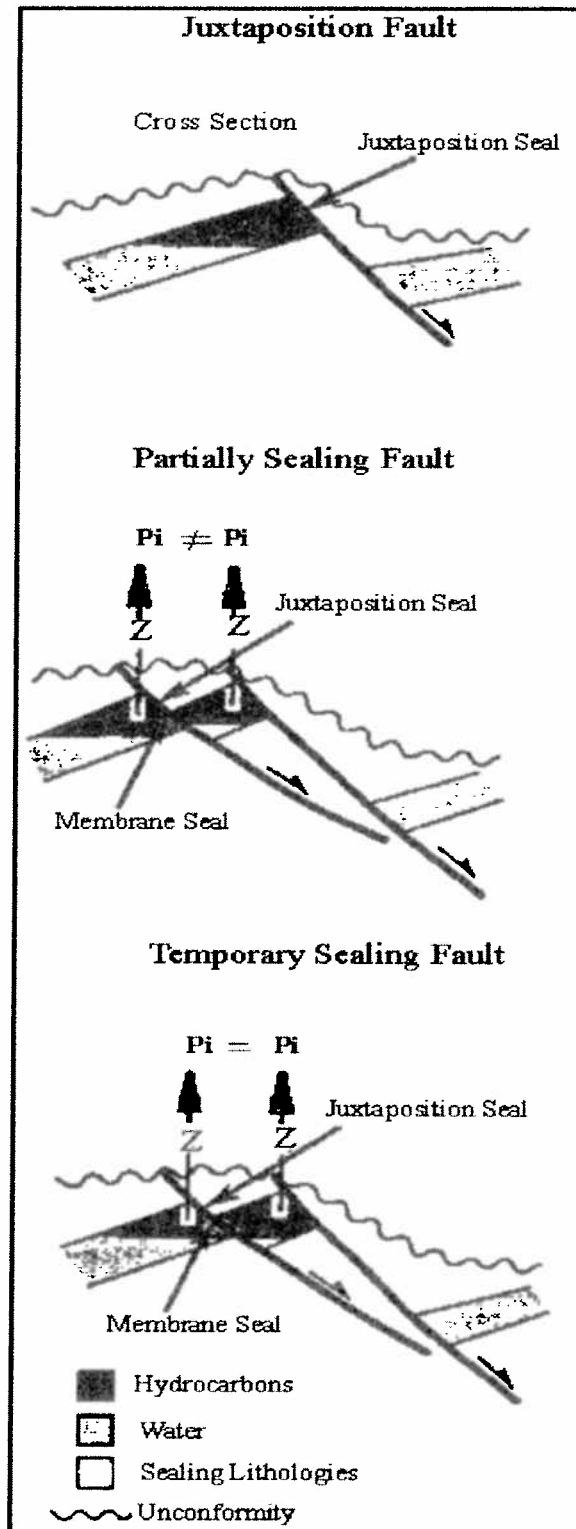 Juxtaposition Fault
Cross Section
Juxtaposition Seal
Partially Sealing Fault
Pi ≠ Pi
Juxtaposition Seal
Z Z
Membrane Seal
Temporary Sealing Fault
Pi = Pi
Juxtaposition Seal
Z Z
Membrane Seal
Hydrocarbons
Water
Sealing Lithologies
Unconformity